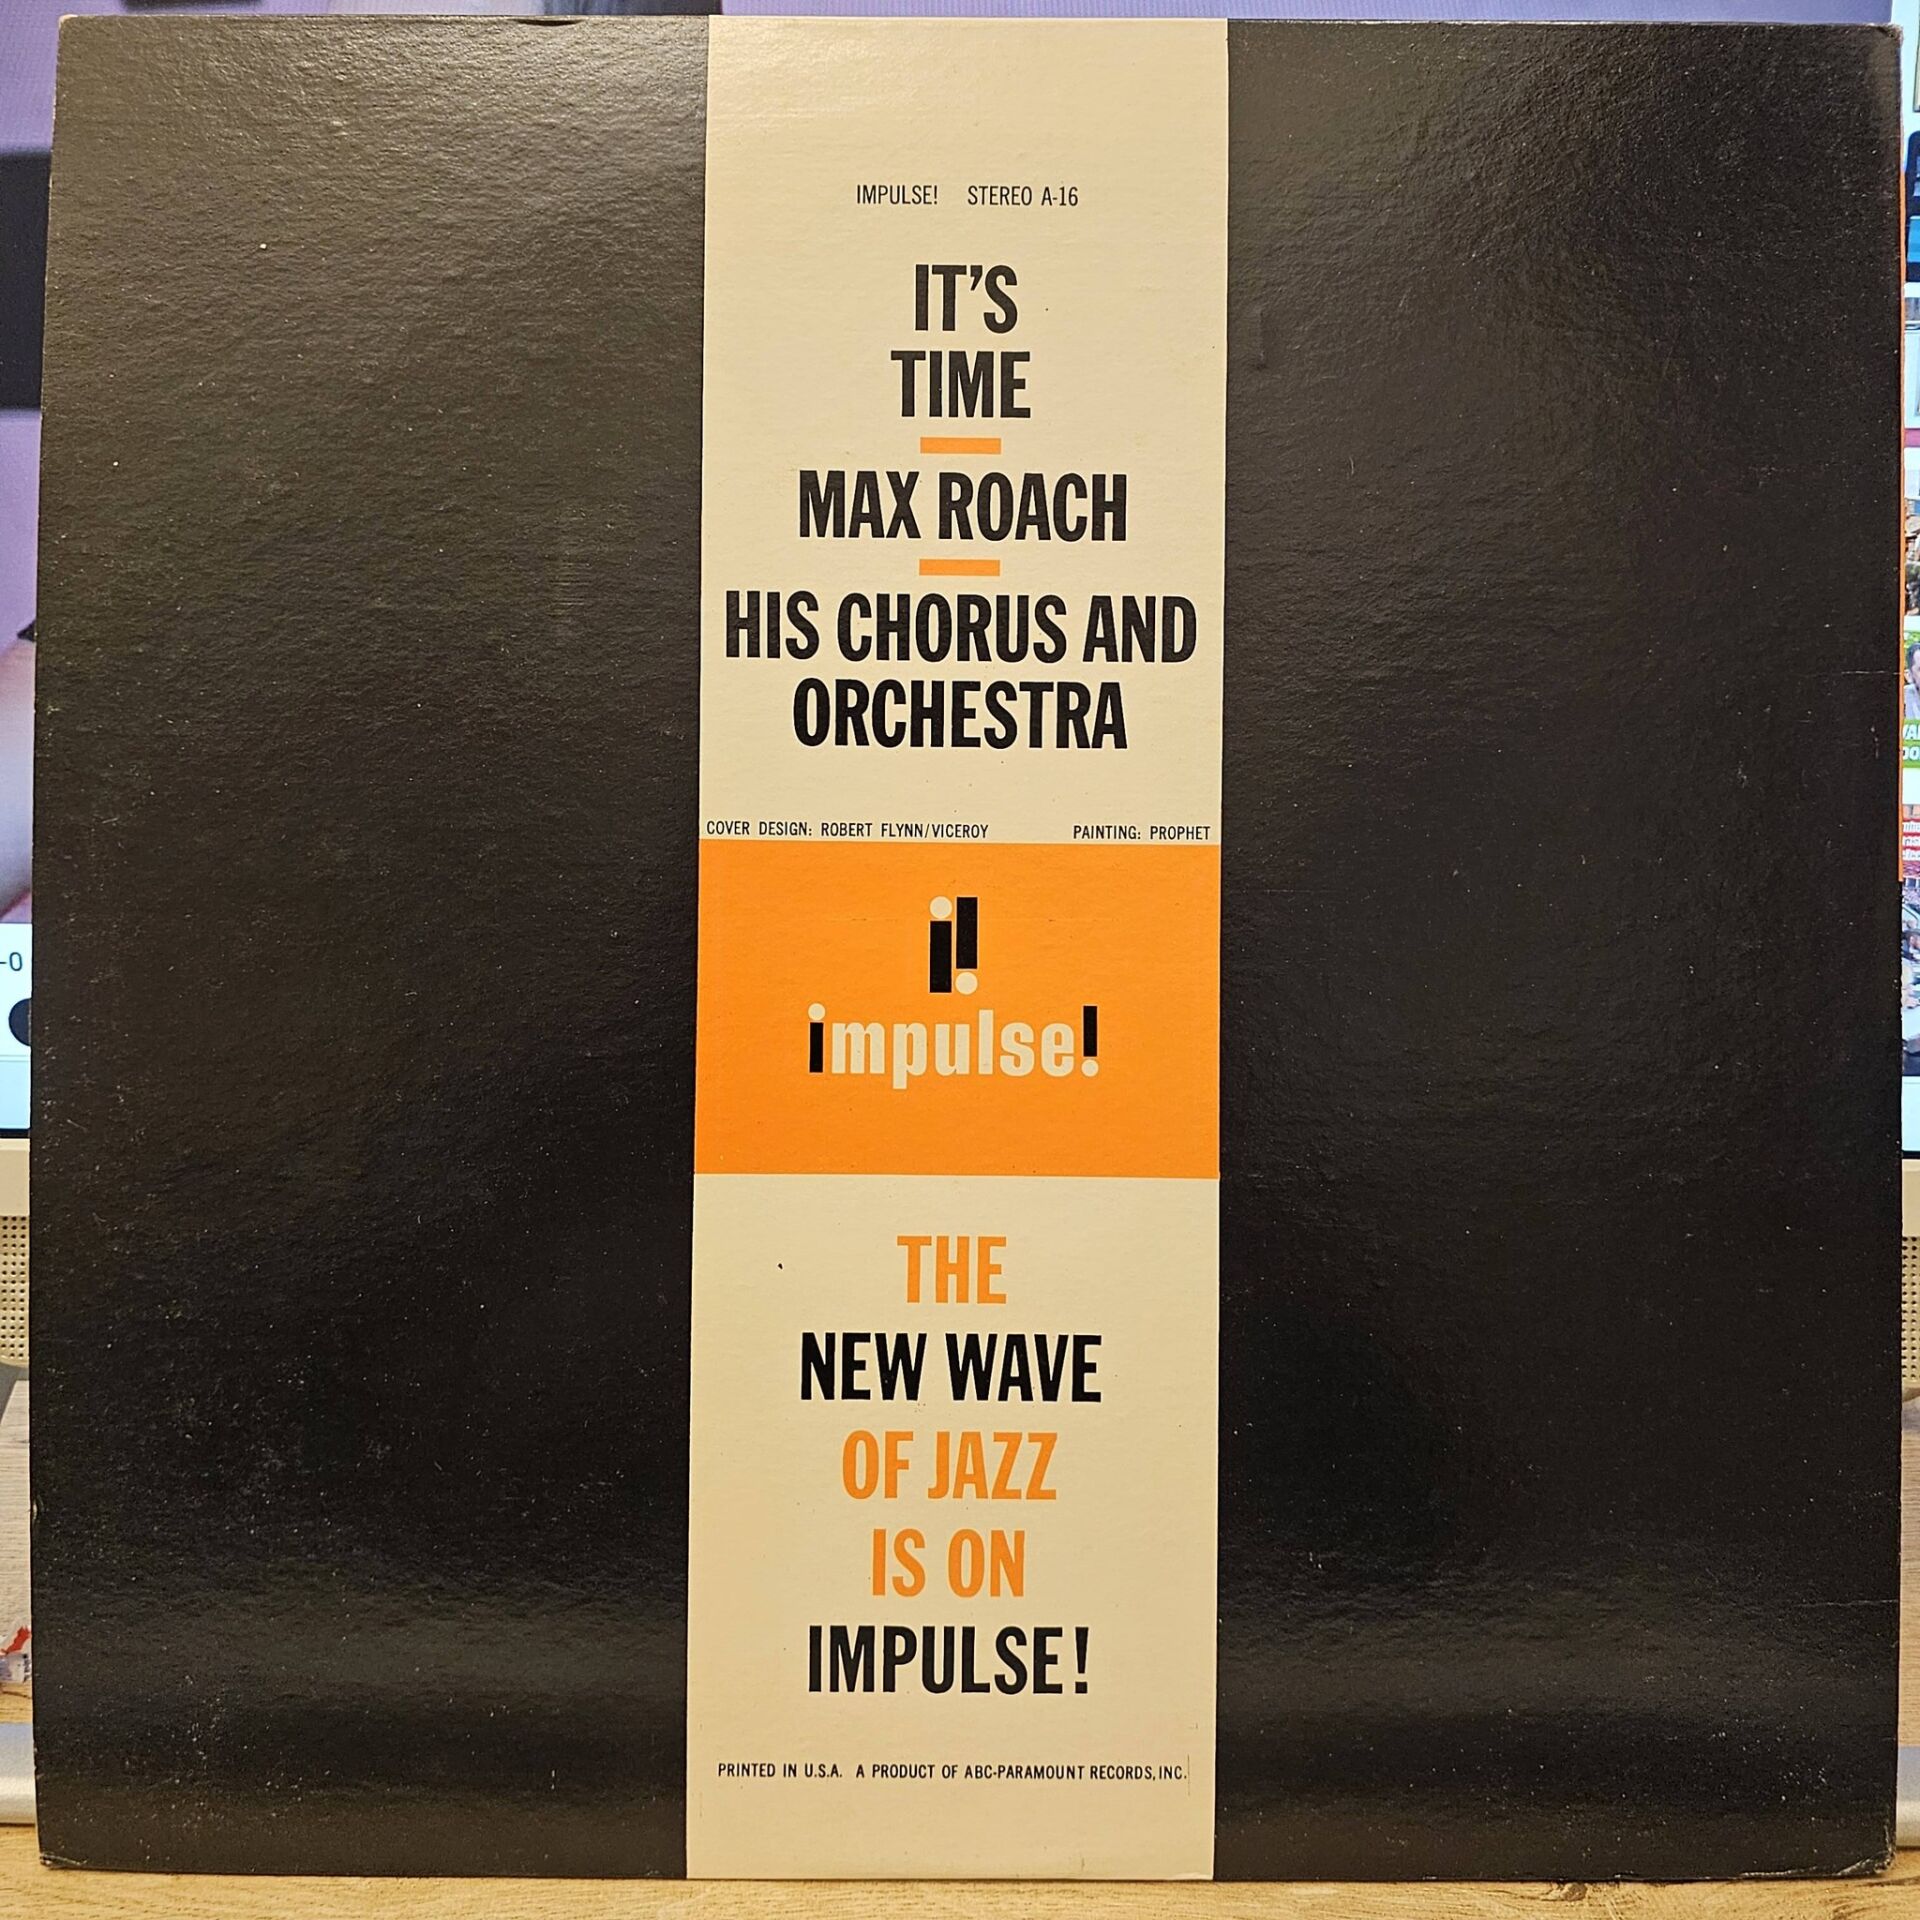 IMPULSE! STEREO A-16
IT'S
TIME
MAX ROACH
HIS CHORUS AND
ORCHESTRA
COVER DESIGN: ROBERT FLYNN/VICEROY PAINTING: PROPHET
impulse!
THE
NEW WAVE
OF JAZZ
IS ON
IMPULSE!
PRINTED IN U.S.A. A PRODUCT OF ABC-PARAMOUNT RECORDS, INC.